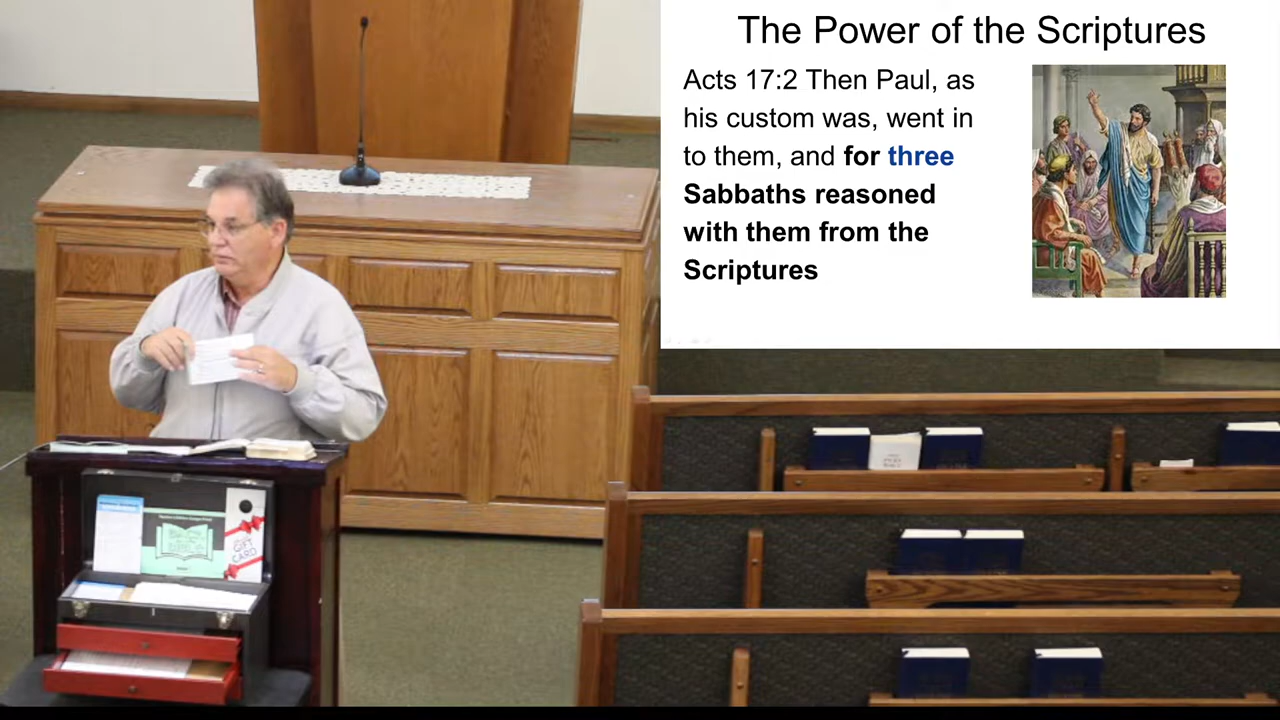 The Power of the Scriptures
Acts 17:2 Then Paul, as
his custom was, went in
to them, and for three
Sabbaths reasoned
with them from the
Scriptures
GIFT
CARD